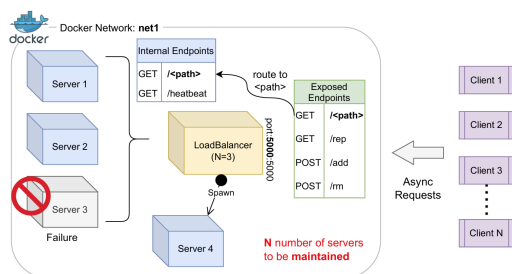 docker
Docker Network: net1
Server 1
Server 2
Server 3
Failure
Internal Endpoints
GET /<path>
GET /heatbeat
route to
<path>
LoadBalancer
(N=3)
port:5000:5000
Spawn
Server 4
Exposed
Endpoints
GET /<path>
GET /rep
POST /add
POST /rm
N number of servers
to be maintained
Async
Requests
Client 1
Client 2
Client 3
Client N